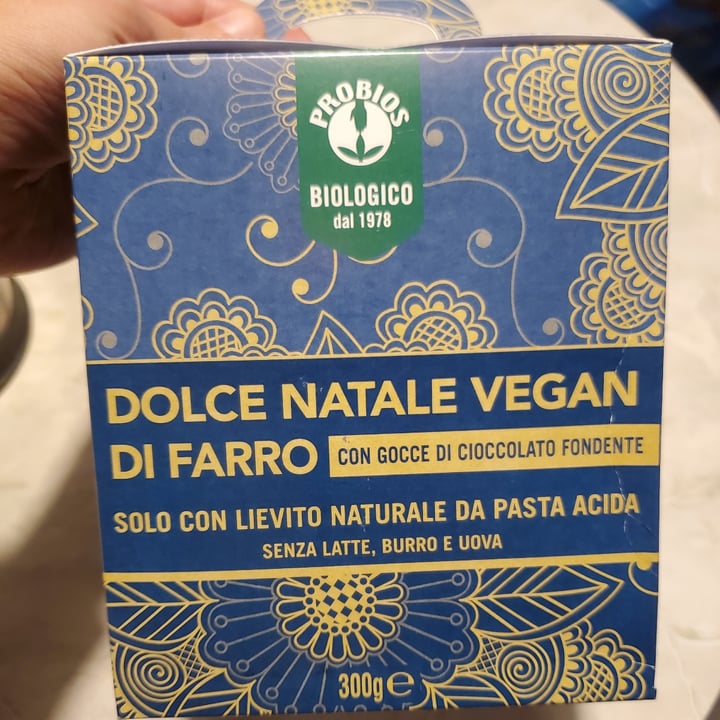 PROBIOS
BIOLOGICO
dal 1978
DOLCE NATALE VEGAN
DI FARRO CON GOCCE DI CIOCCOLATO FONDENTE
SOLO CON LIEVITO NATURALE DA PASTA ACIDA
SENZA LATTE, BURRO E UOVA
300g e